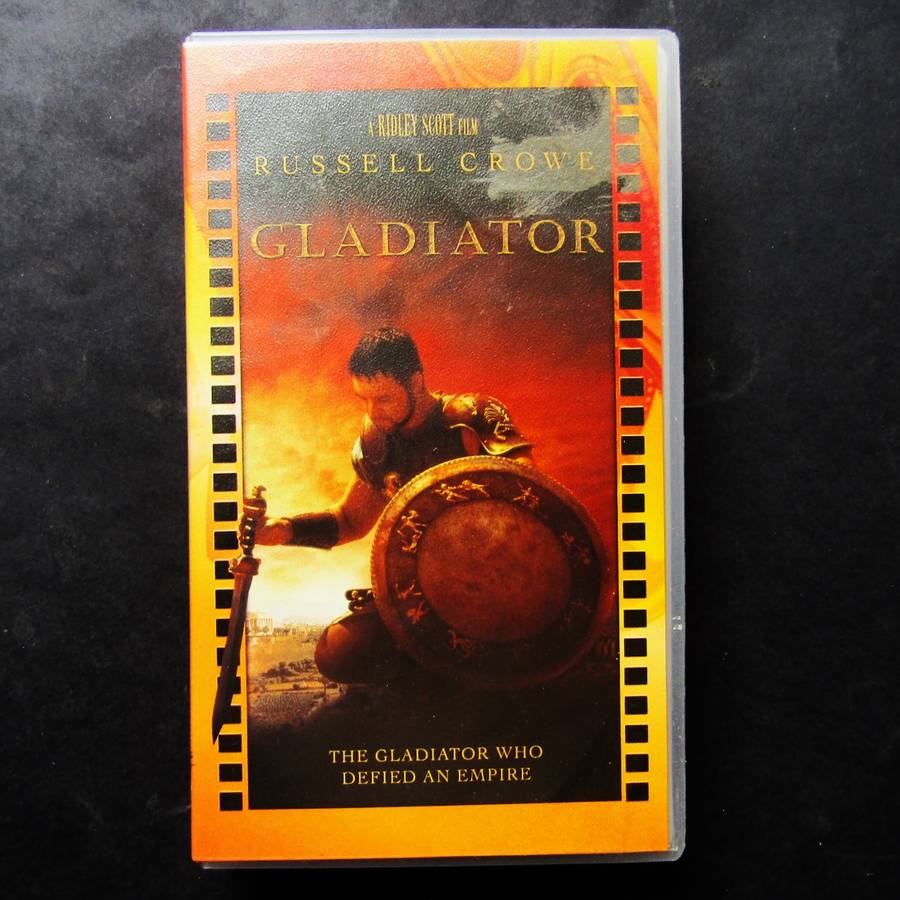 A RIDLEY SCOTT FILM
RUSSELL CROWE
GLADIATOR
THE GLADIATOR WHO
DEFIED AN EMPIRE